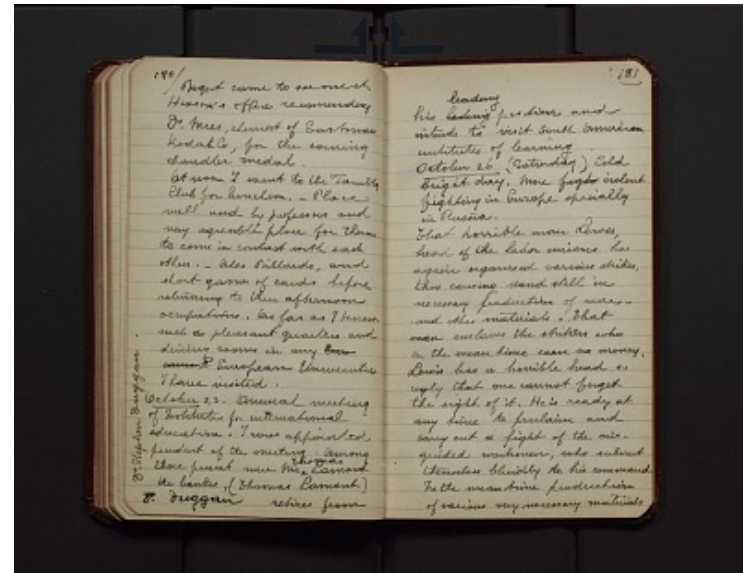 180/
Bogert came to see me at
Hixson's office recommending
Dr. Mees, chemist of Eastman
Kodak Co, for the coming
Chandler medal.
At noon I went to the Faculty
Club for luncheon. - Place
well used by professors and
very agreeable place for them
to come in contact with each
other. - Also Billiards, and
short games of cards before
returning to their afternoon
occupations. As far as I know
such a pleasant quarters and
dining rooms in any
European Universities
I have visited.
October 23. Annual meeting
of Institute for international
education. I was appointed
president of the meeting. Among
those present were Mr. Thomas Lamont
the banker, (Thomas Lamont)
Dr. Duggan retires from
Dr. Stephen Duggan.
181
leading
his position and
intends to visit South American
institutes of learning.
October 26 (Saturday) Cold
bright day. More violent
fighting in Europe specially
in Russia.
That horrible man Lewis,
head of the labor unions has
again organised various strikes,
thus causing stand still in
necessary production of war-
and other materials. That
man enslaves the strikers who
in the mean time earn no money.
Lewis has a horrible head so
ugly that one cannot forget
the sight of it. He is ready at
any time to proclaim and
carry out a fight of the mis-
guided workmen, who submit
themselves blindly to his command
In the mean time production
of various very necessary materials